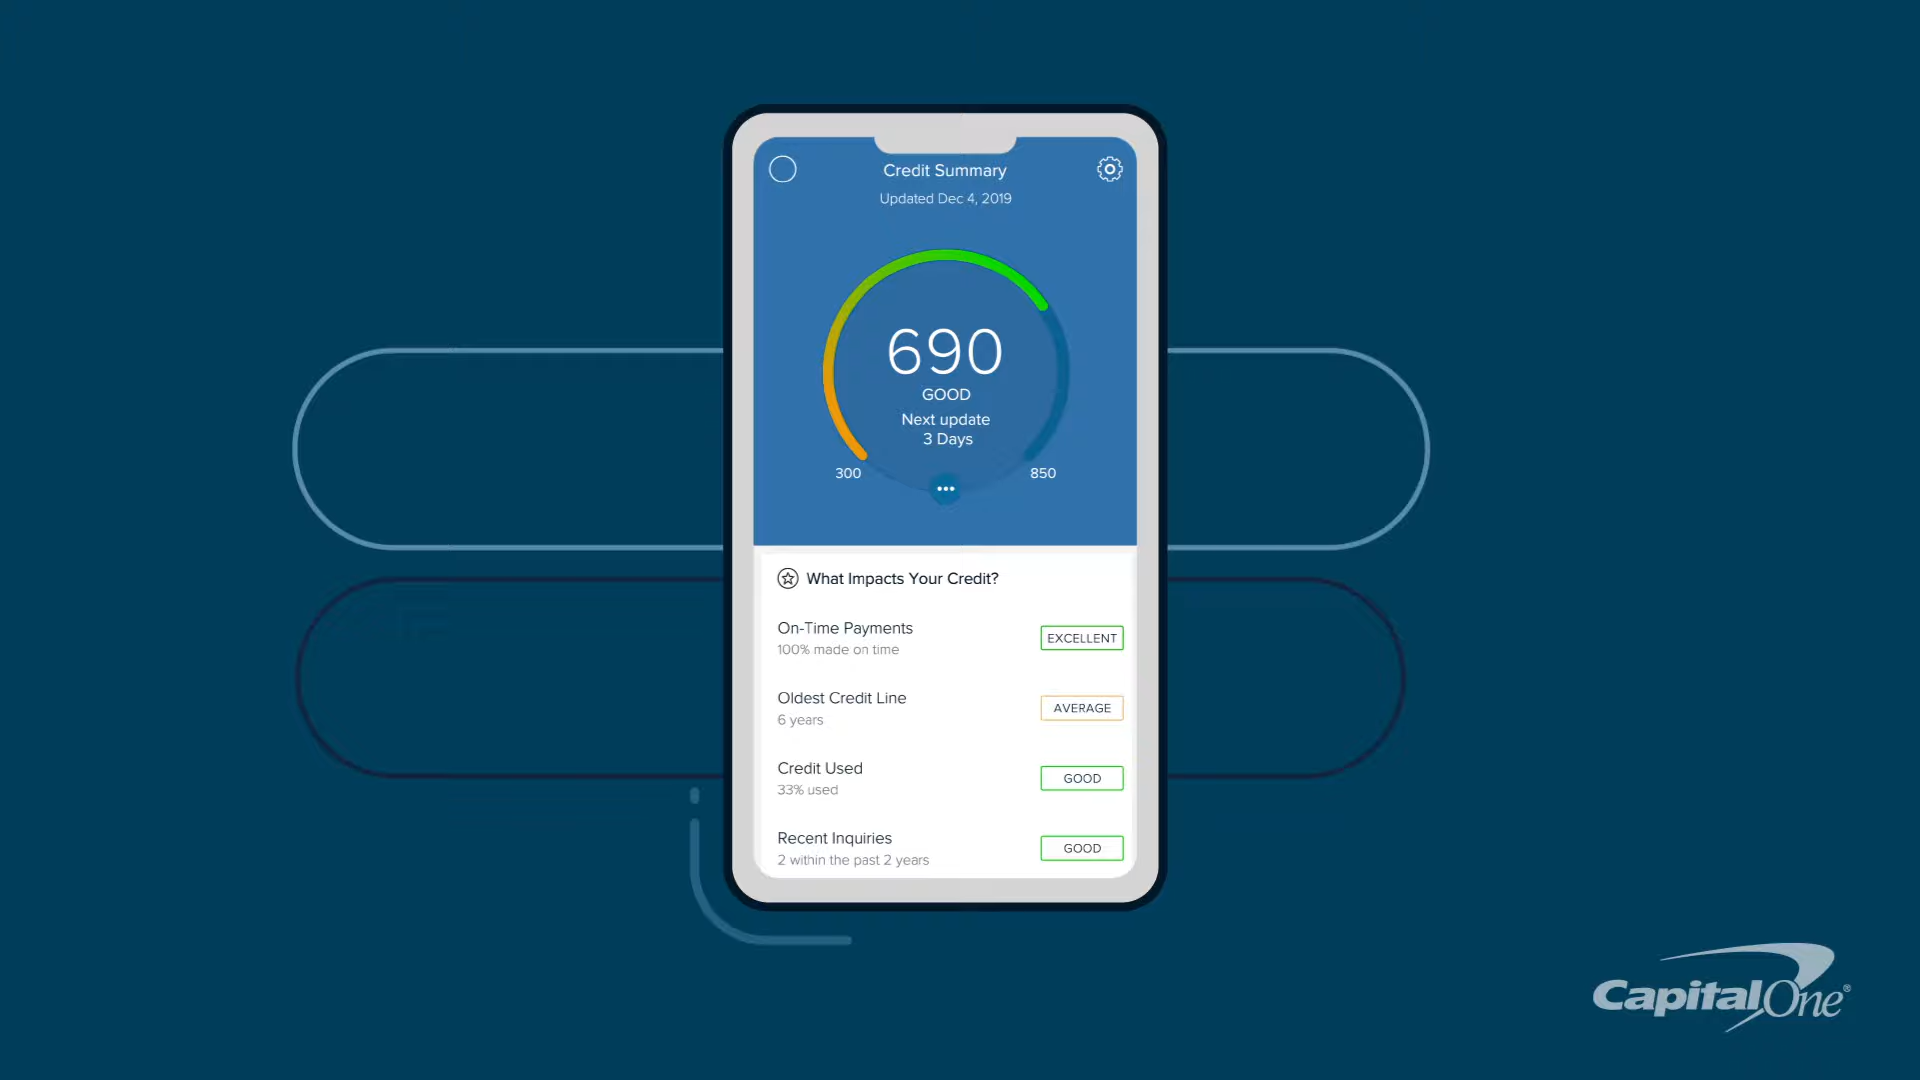 Credit Summary
Updated Dec 4, 2019
690
GOOD
Next update
3 Days
300
850
What Impacts Your Credit?
On-Time Payments
100% made on time
EXCELLENT
Oldest Credit Line
6 years
AVERAGE
Credit Used
33% used
GOOD
Recent Inquiries
2 within the past 2 years
GOOD
Capital One®